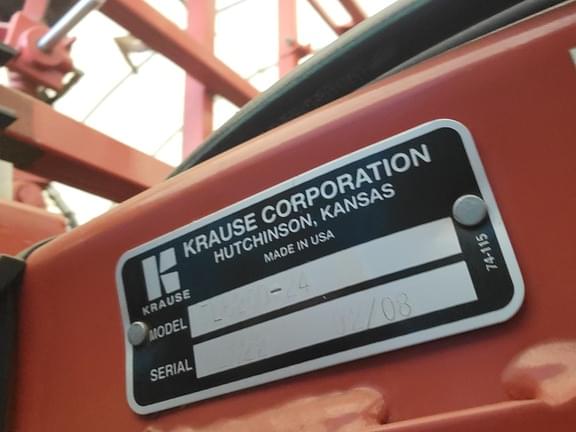 KRAUSE CORPORATION
HUTCHINSON, KANSAS
MADE IN USA
KRAUSE
MODEL
SERIAL
74-115